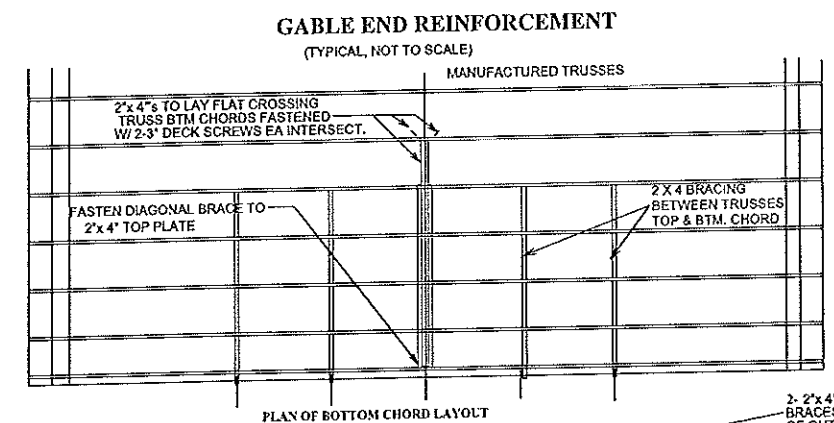 GABLE END REINFORCEMENT
(TYPICAL, NOT TO SCALE)
MANUFACTURED TRUSSES
2"x 4"'s TO LAY FLAT CROSSING
TRUSS BTM CHORDS FASTENED
W/ 2-3" DECK SCREWS EA INTERSECT.
FASTEN DIAGONAL BRACE TO
2"x 4" TOP PLATE
2 X 4 BRACING
BETWEEN TRUSSES
TOP & BTM. CHORD
PLAN OF BOTTOM CHORD LAYOUT
2- 2"x 4"
BRACES